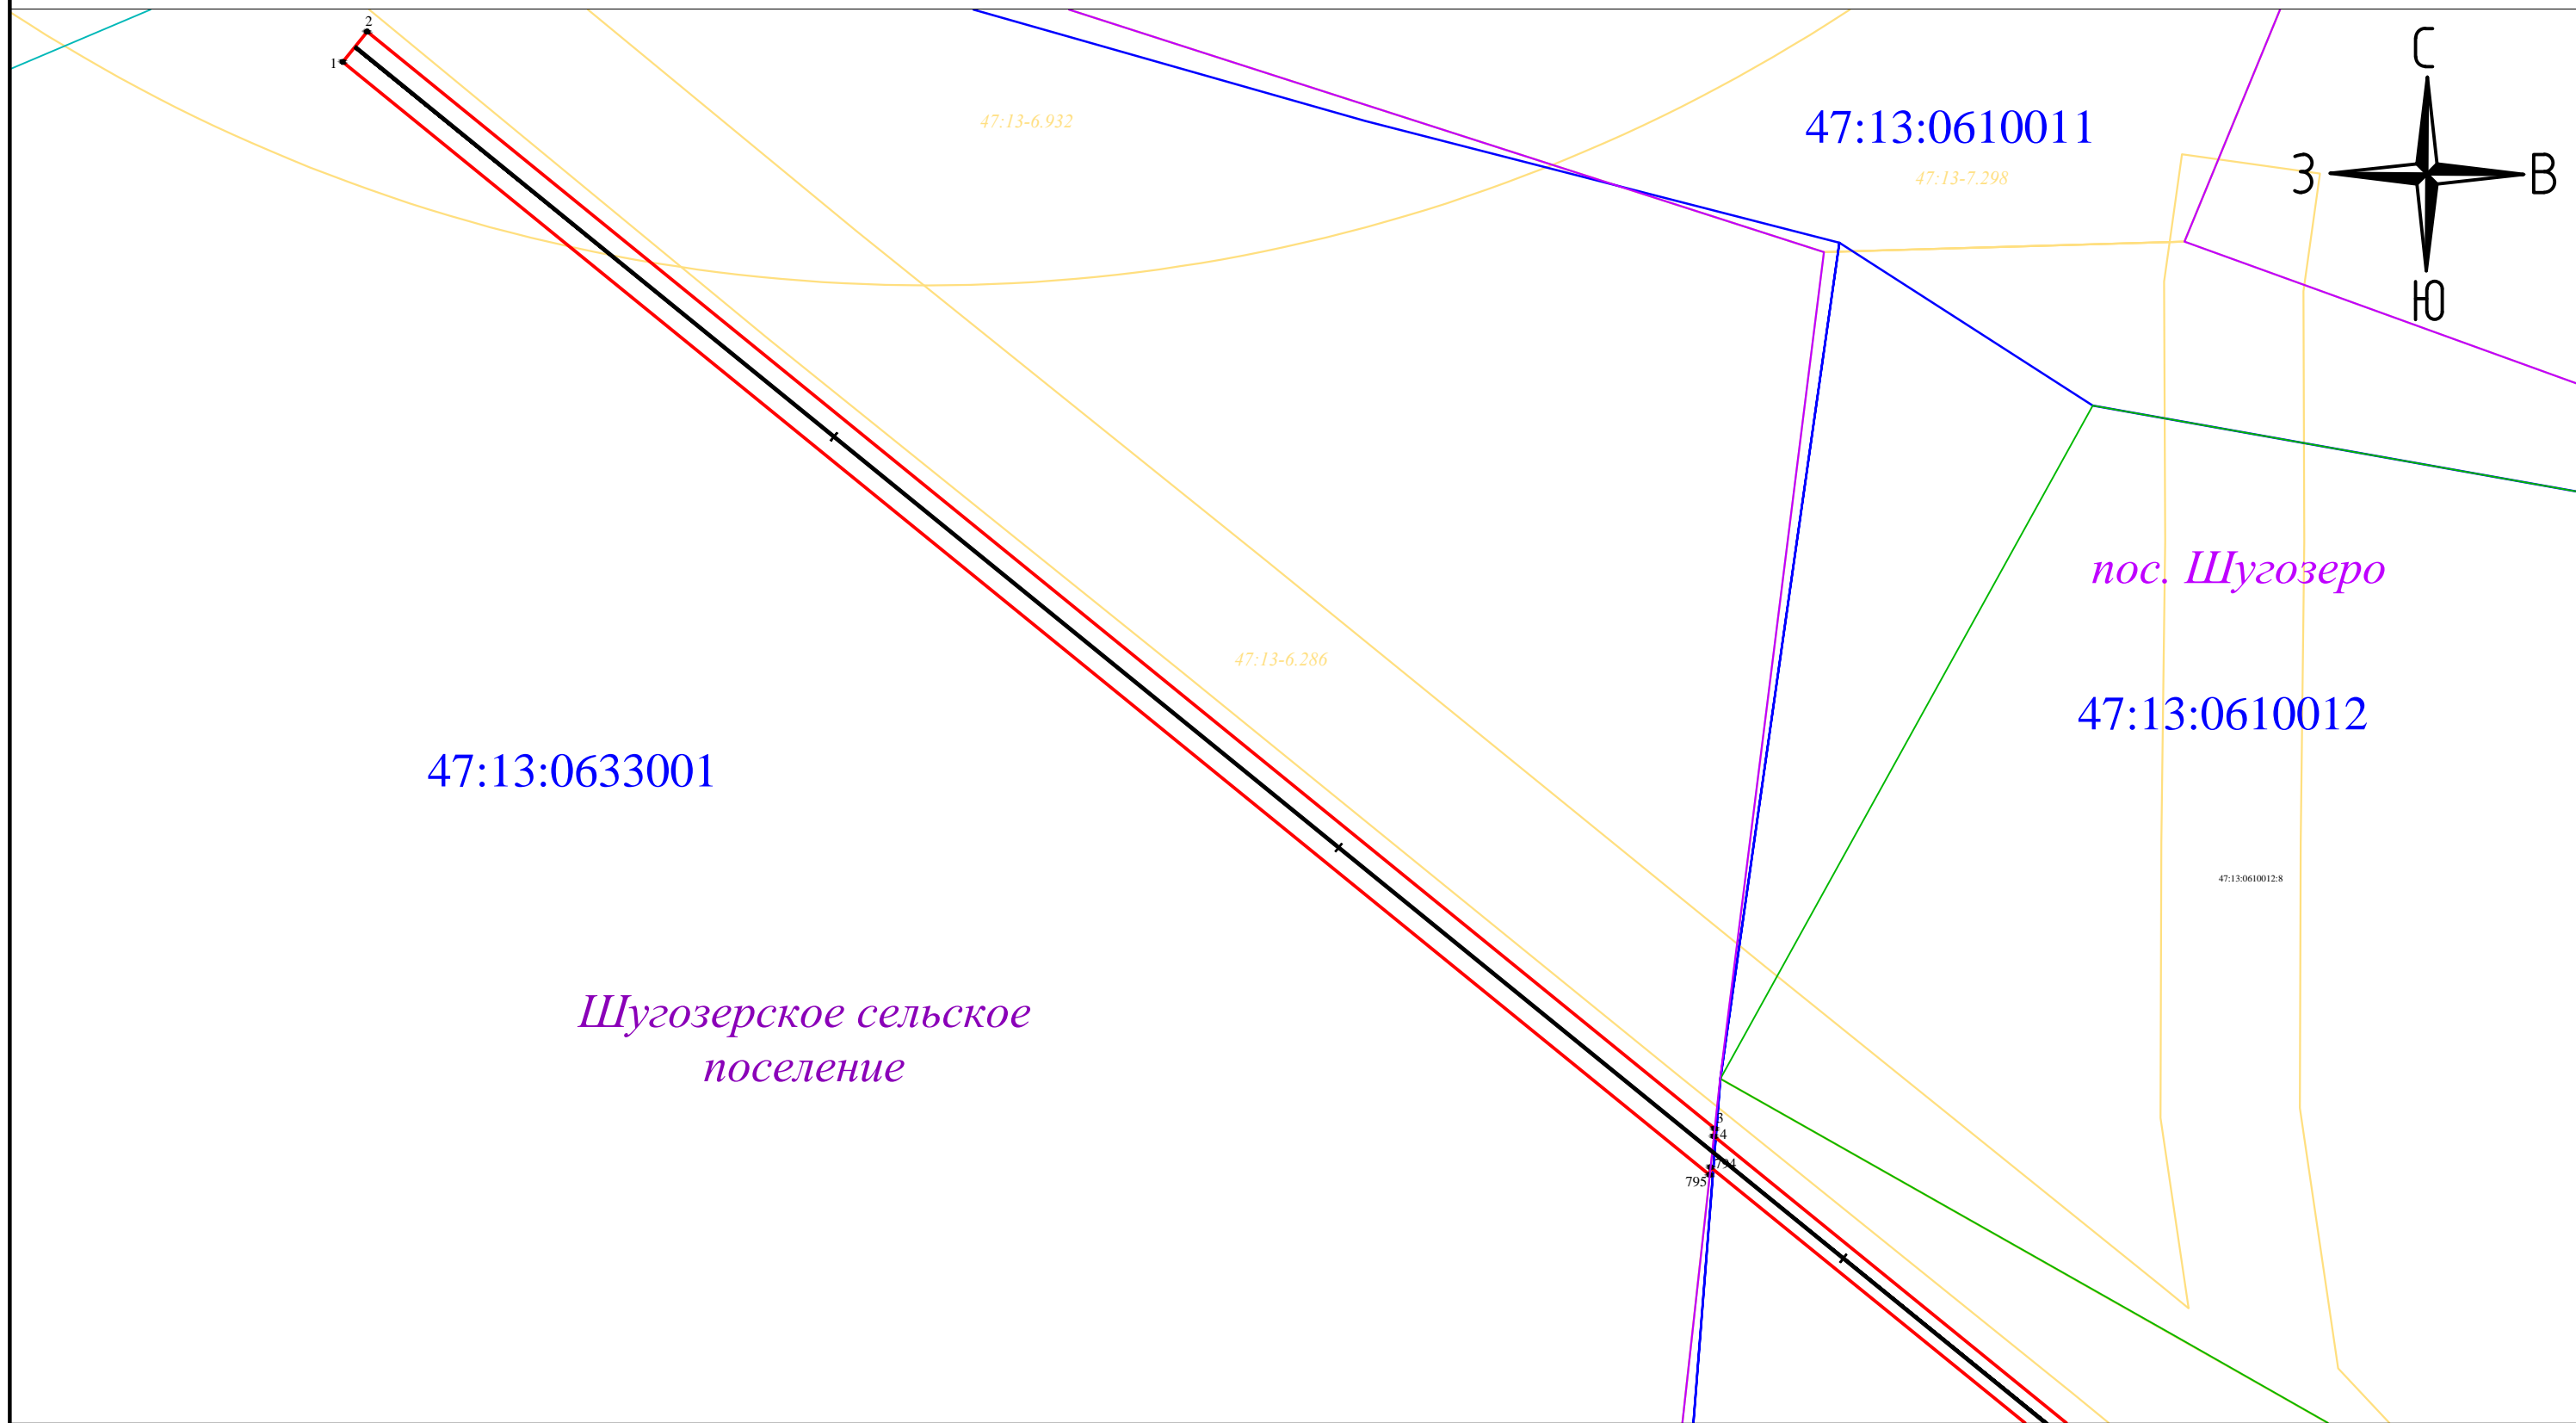 2
1
С
47:13-6.932
47:13:0610011
З
В
47:13-7.298
Ю
пос. Шугозеро
47:13-6.286
47:13:0610012
47:13:0633001
47:13:0610012:8
Шугозерское сельское
поселение
3
4
794
795